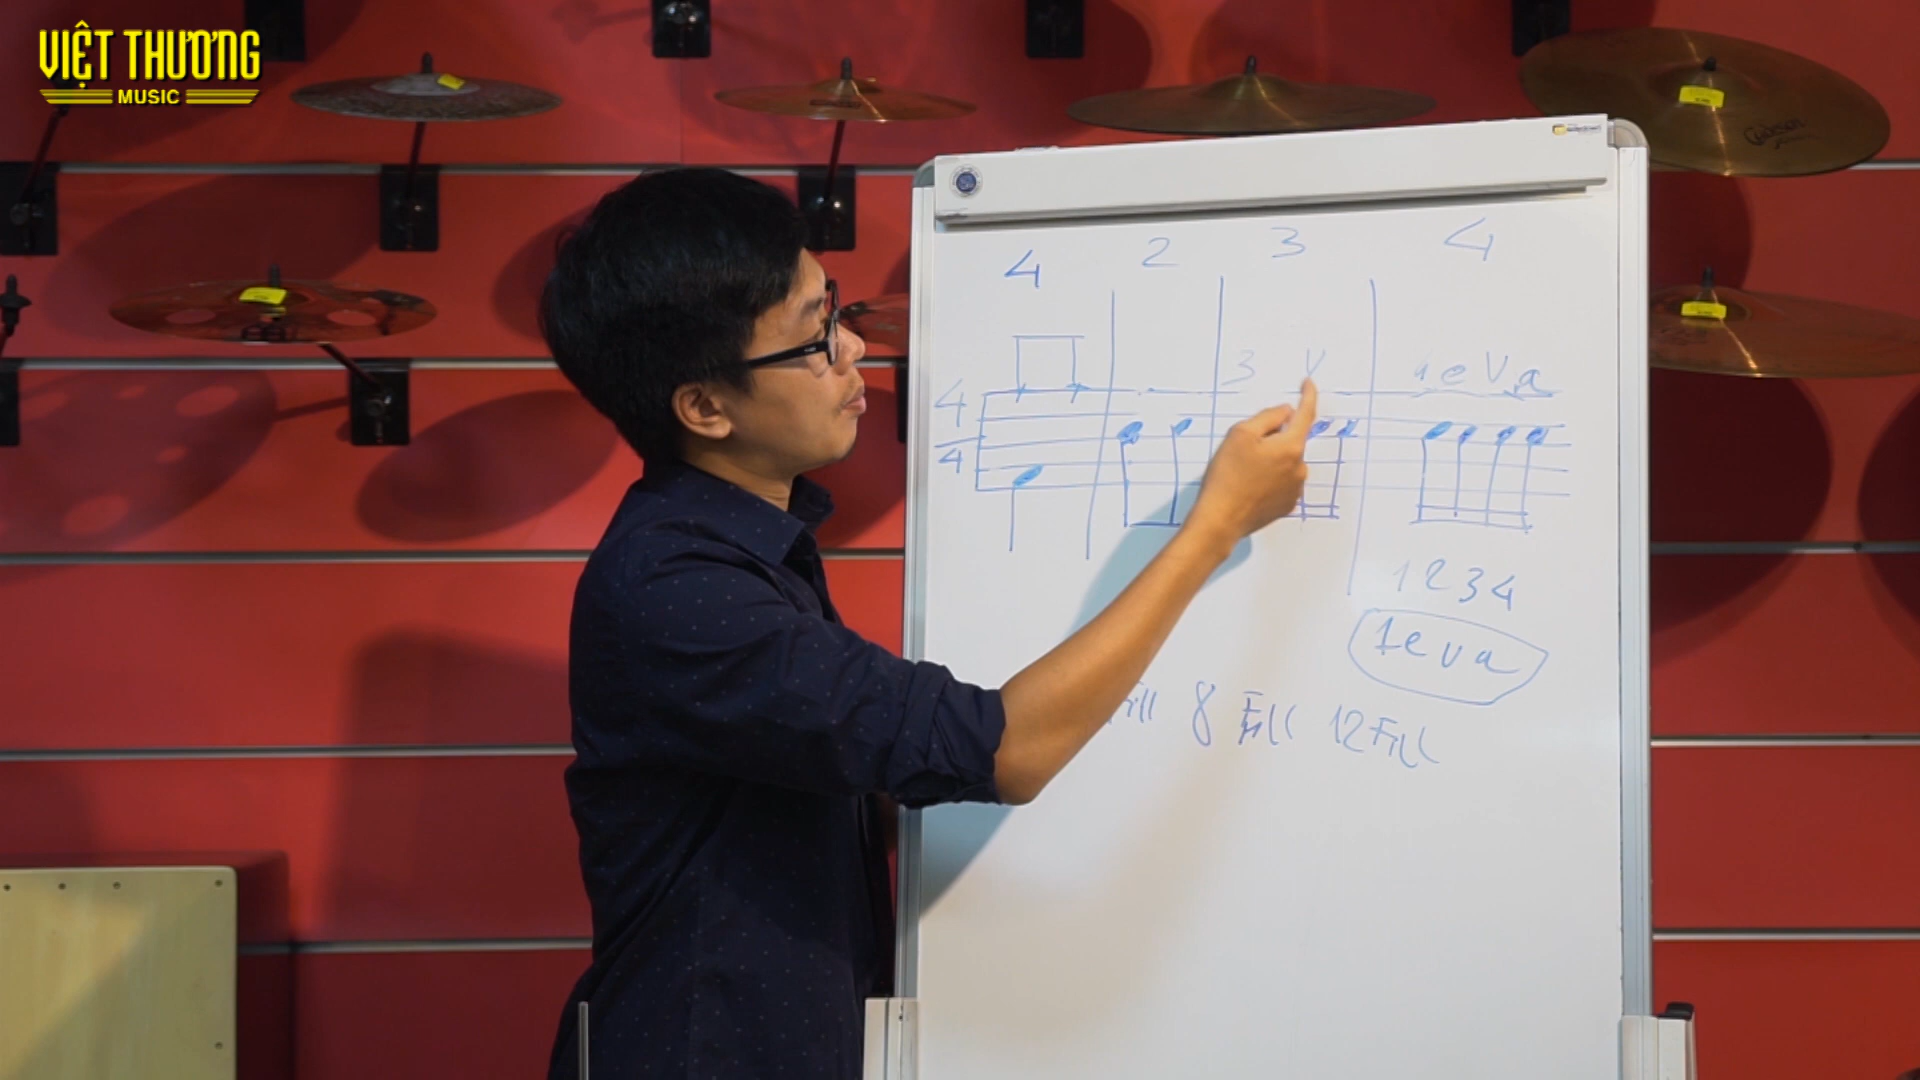 VIỆT THƯƠNG
MUSIC
4 2 3 4
3 V 1 e V a
4
4
1 2 3 4
1 e v a
Fill 8 Fill 12 Fill